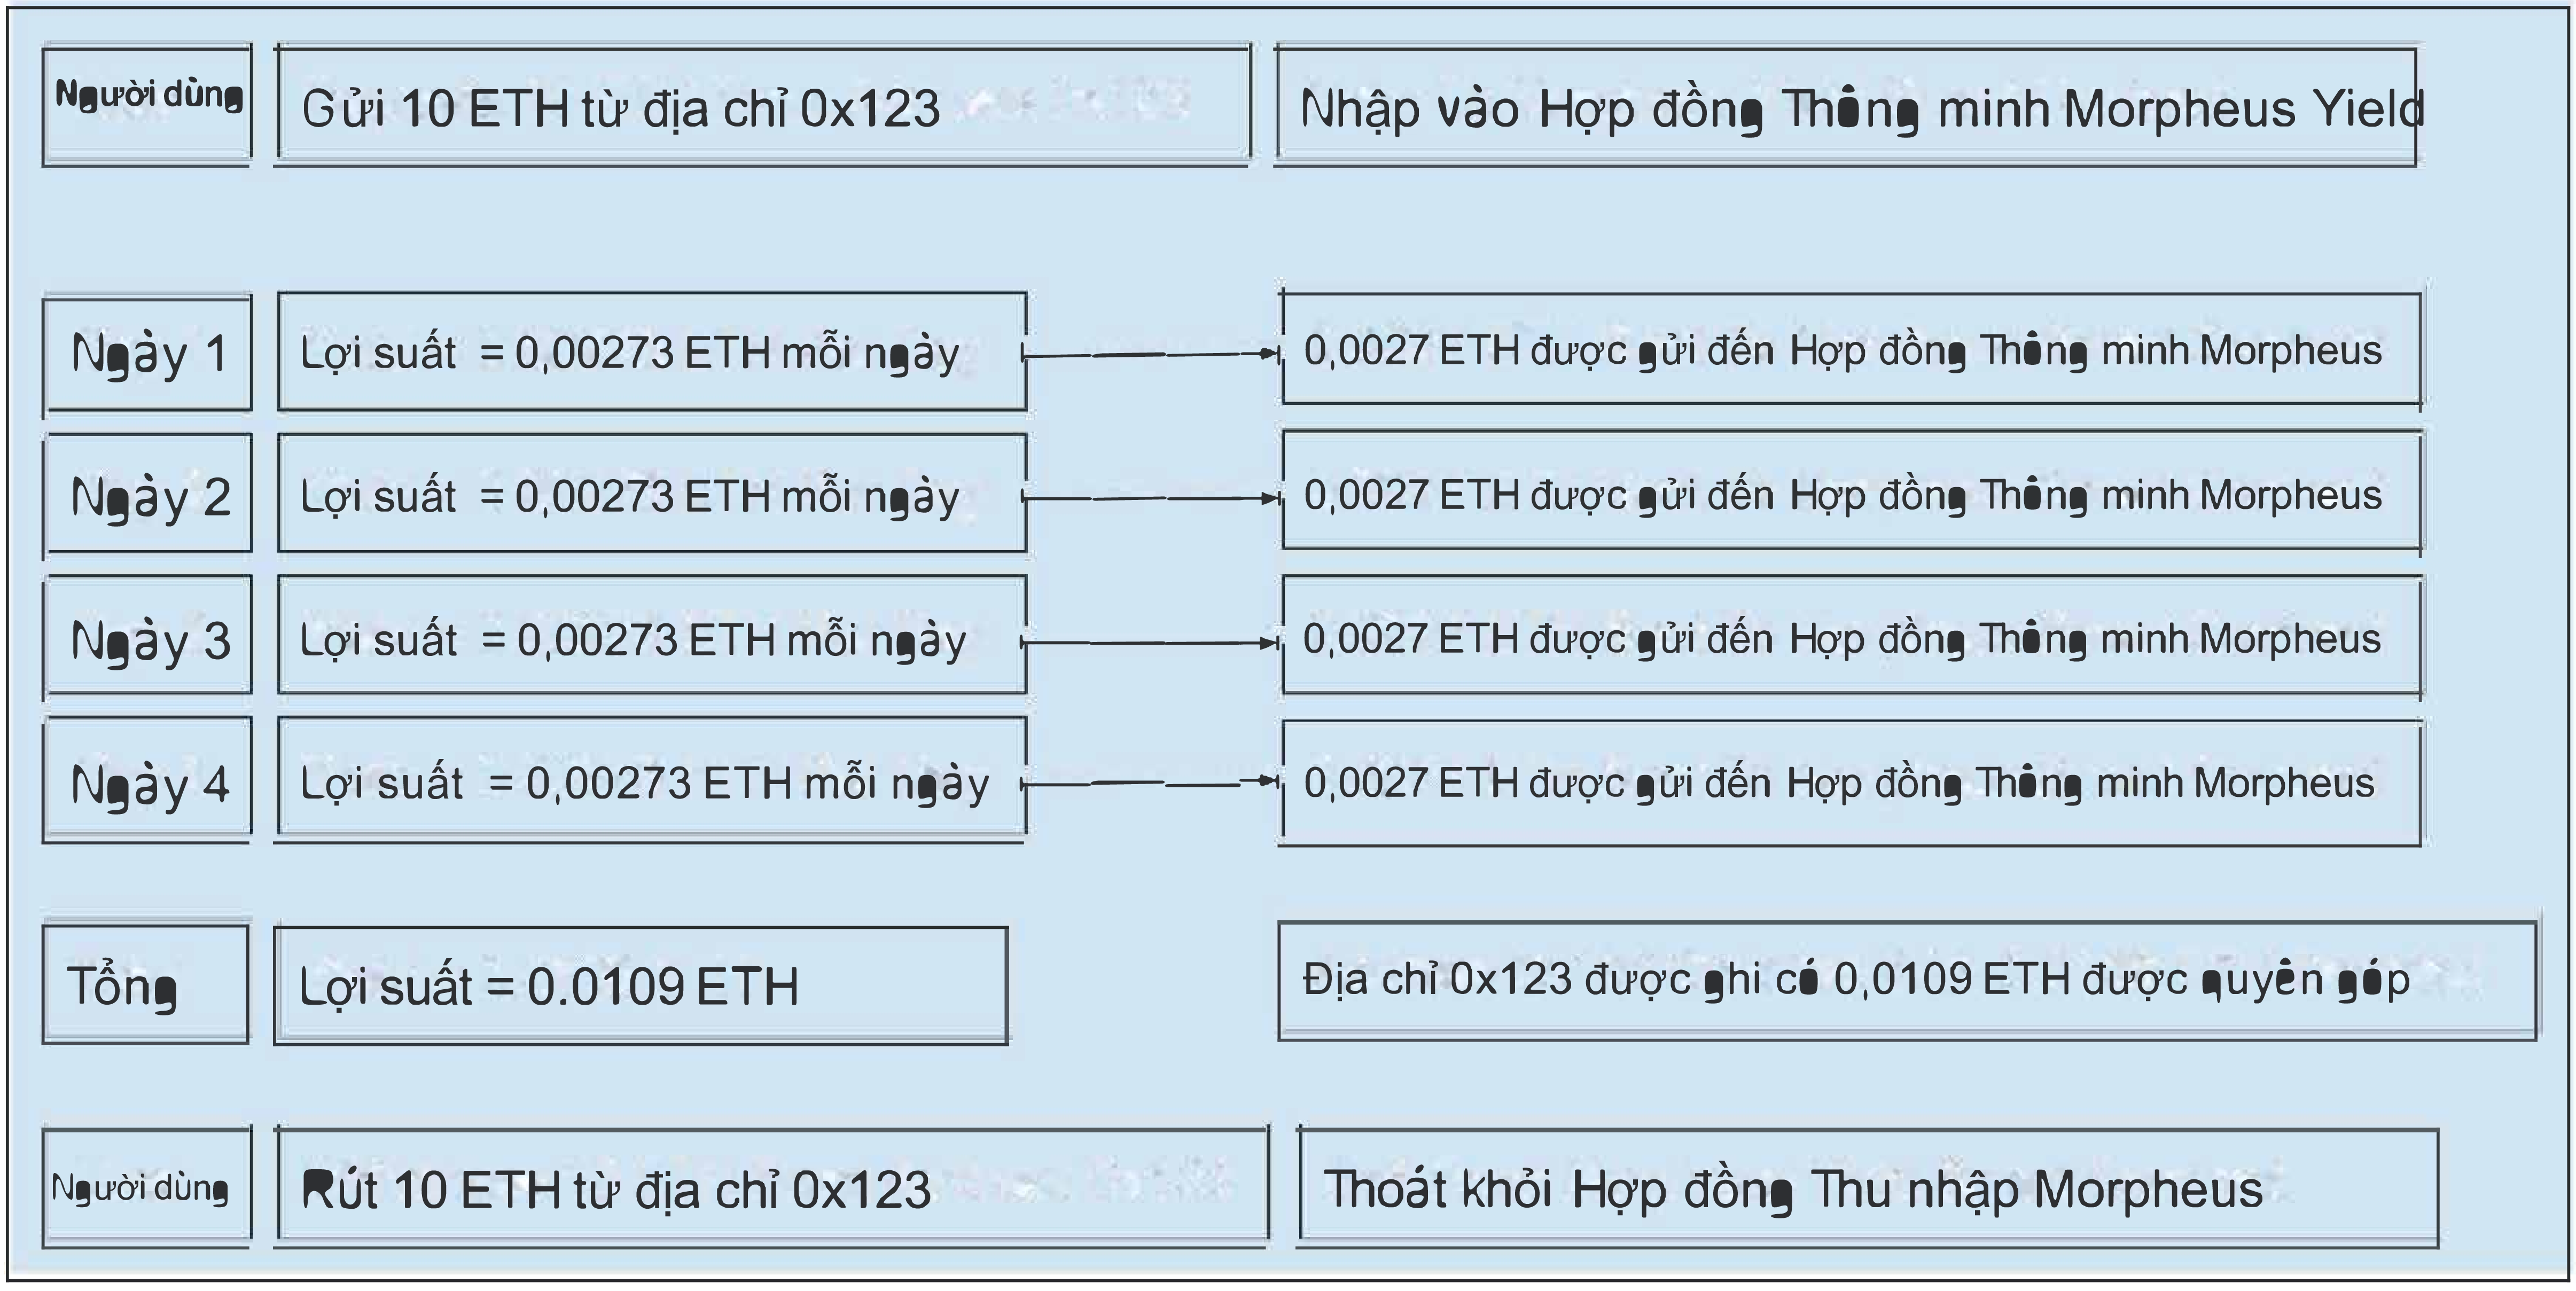 Người dùng
Gửi 10 ETH từ địa chỉ 0x123
Nhập vào Hợp đồng Thông minh Morpheus Yield
Ngày 1
Lợi suất = 0,00273 ETH mỗi ngày
0,0027 ETH được gửi đến Hợp đồng Thông minh Morpheus
Ngày 2
Lợi suất = 0,00273 ETH mỗi ngày
0,0027 ETH được gửi đến Hợp đồng Thông minh Morpheus
Ngày 3
Lợi suất = 0,00273 ETH mỗi ngày
0,0027 ETH được gửi đến Hợp đồng Thông minh Morpheus
Ngày 4
Lợi suất = 0,00273 ETH mỗi ngày
0,0027 ETH được gửi đến Hợp đồng Thông minh Morpheus
Tổng
Lợi suất = 0.0109 ETH
Địa chỉ 0x123 được ghi có 0,0109 ETH được quyên góp
Người dùng
Rút 10 ETH từ địa chỉ 0x123
Thoát khỏi Hợp đồng Thu nhập Morpheus